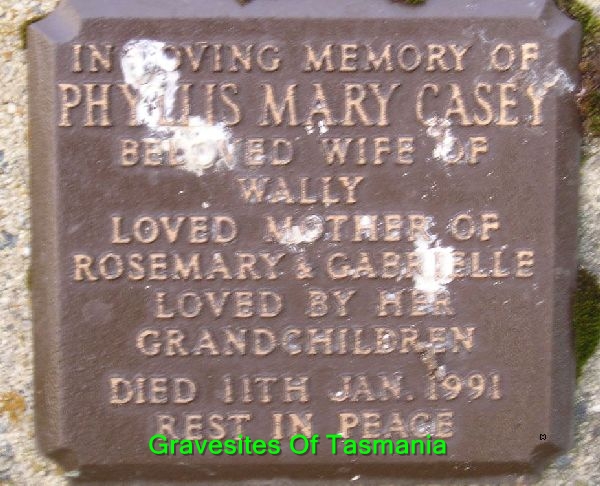 IN LOVING MEMORY OF
PHYLLIS MARY CASEY
BELOVED WIFE OF
WALLY
LOVED MOTHER OF
ROSEMARY & GABRIELLE
LOVED BY HER
GRANDCHILDREN
DIED 11TH JAN. 1991
REST IN PEACE
Gravesites Of Tasmania